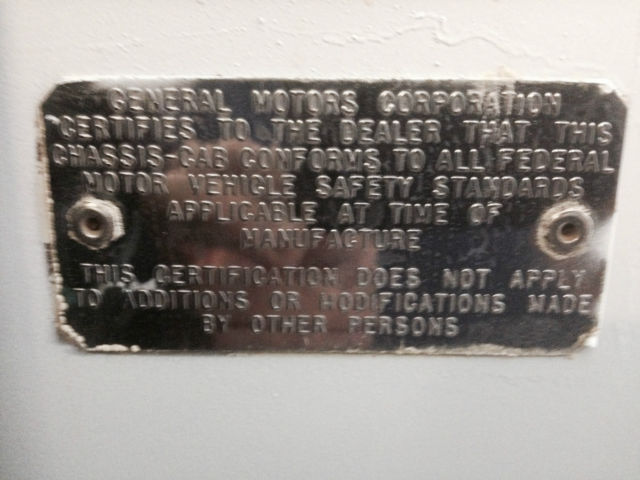 GENERAL MOTORS CORPORATION
CERTIFIES TO THE DEALER THAT THIS
CHASSIS-CAB CONFORMS TO ALL FEDERAL
MOTOR VEHICLE SAFETY STANDARDS
APPLICABLE AT TIME OF
MANUFACTURE
THIS CERTIFICATION DOES NOT APPLY
TO ADDITIONS OR MODIFICATIONS MADE
BY OTHER PERSONS